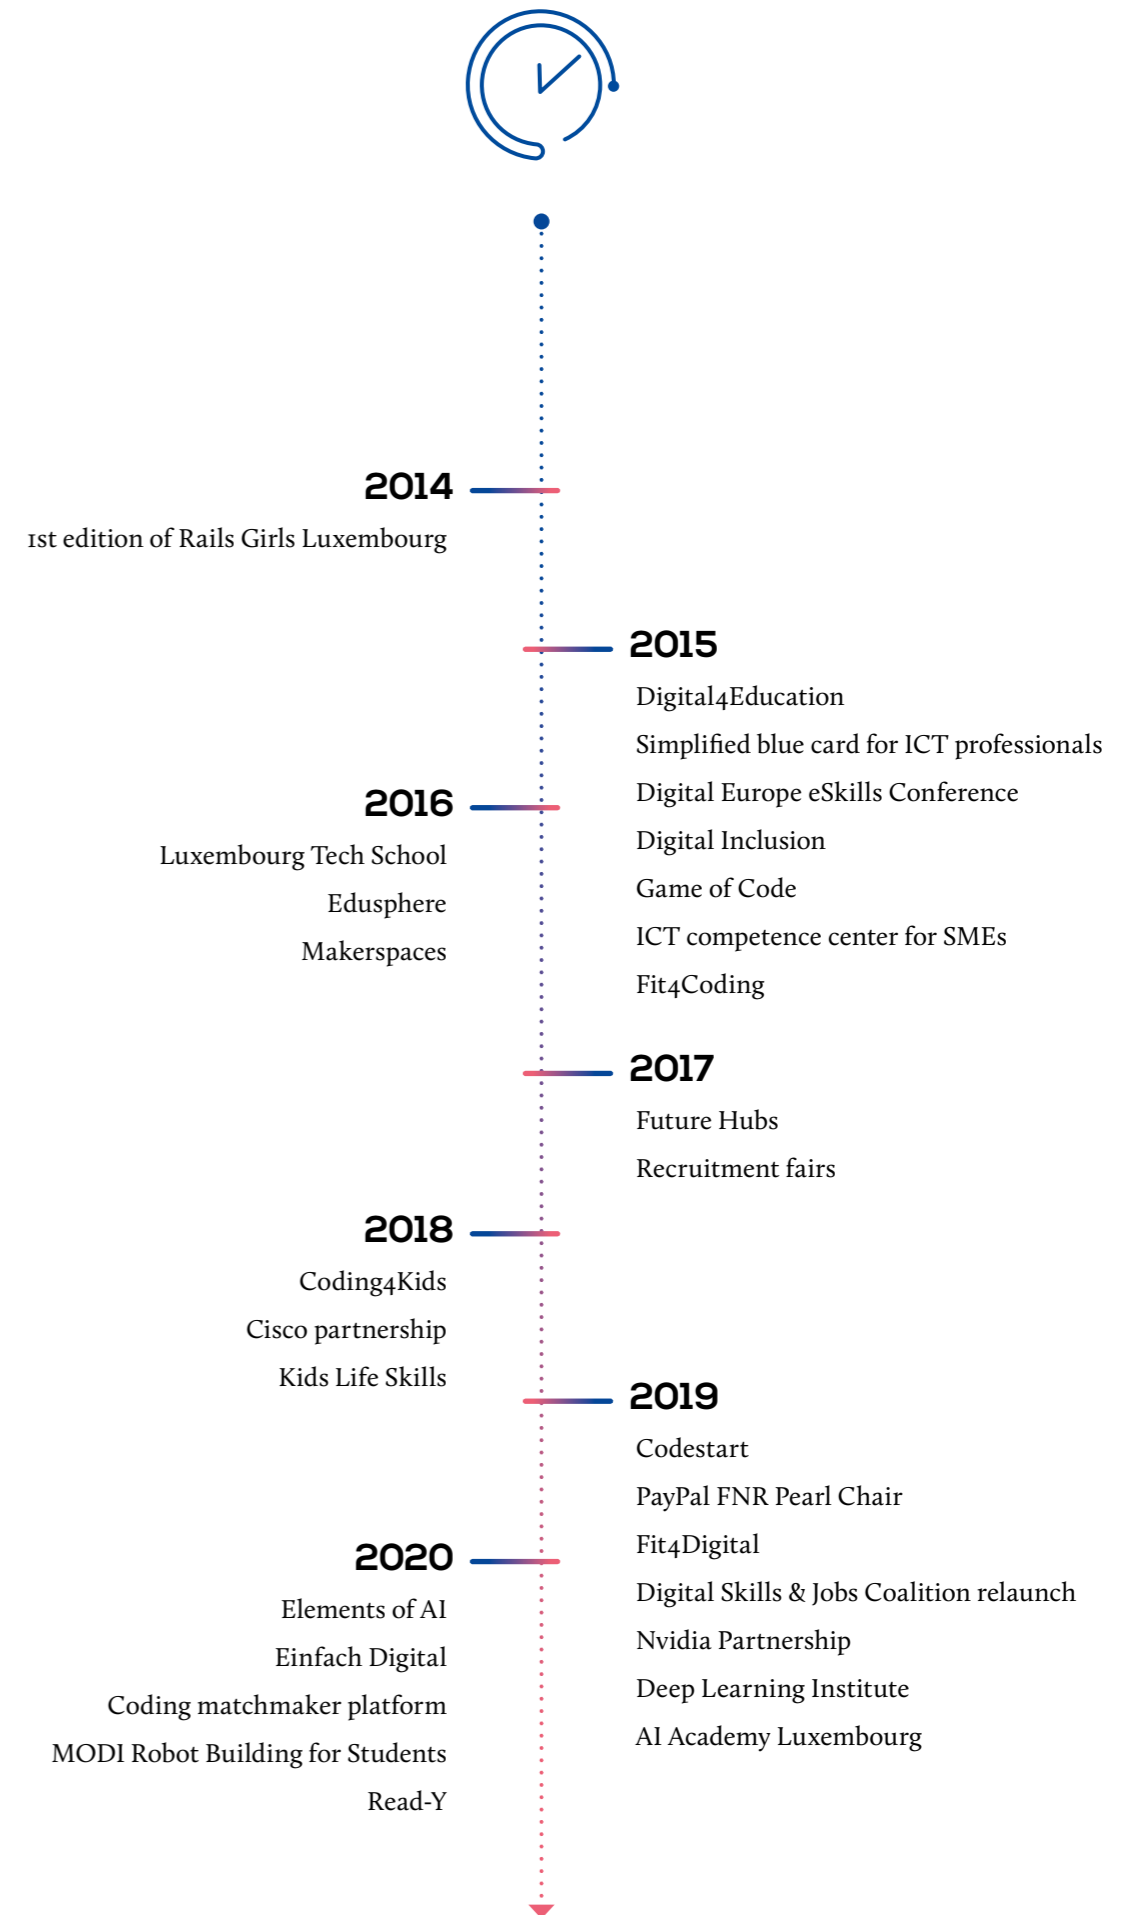 2014
1st edition of Rails Girls Luxembourg
2015
Digital4Education
Simplified blue card for ICT professionals
Digital Europe eSkills Conference
Digital Inclusion
Game of Code
ICT competence center for SMEs
Fit4Coding
2016
Luxembourg Tech School
Edusphere
Makerspaces
2017
Future Hubs
Recruitment fairs
2018
Coding4Kids
Cisco partnership
Kids Life Skills
2019
Codestart
PayPal FNR Pearl Chair
Fit4Digital
Digital Skills & Jobs Coalition relaunch
Nvidia Partnership
Deep Learning Institute
AI Academy Luxembourg
2020
Elements of AI
Einfach Digital
Coding matchmaker platform
MODI Robot Building for Students
Read-Y